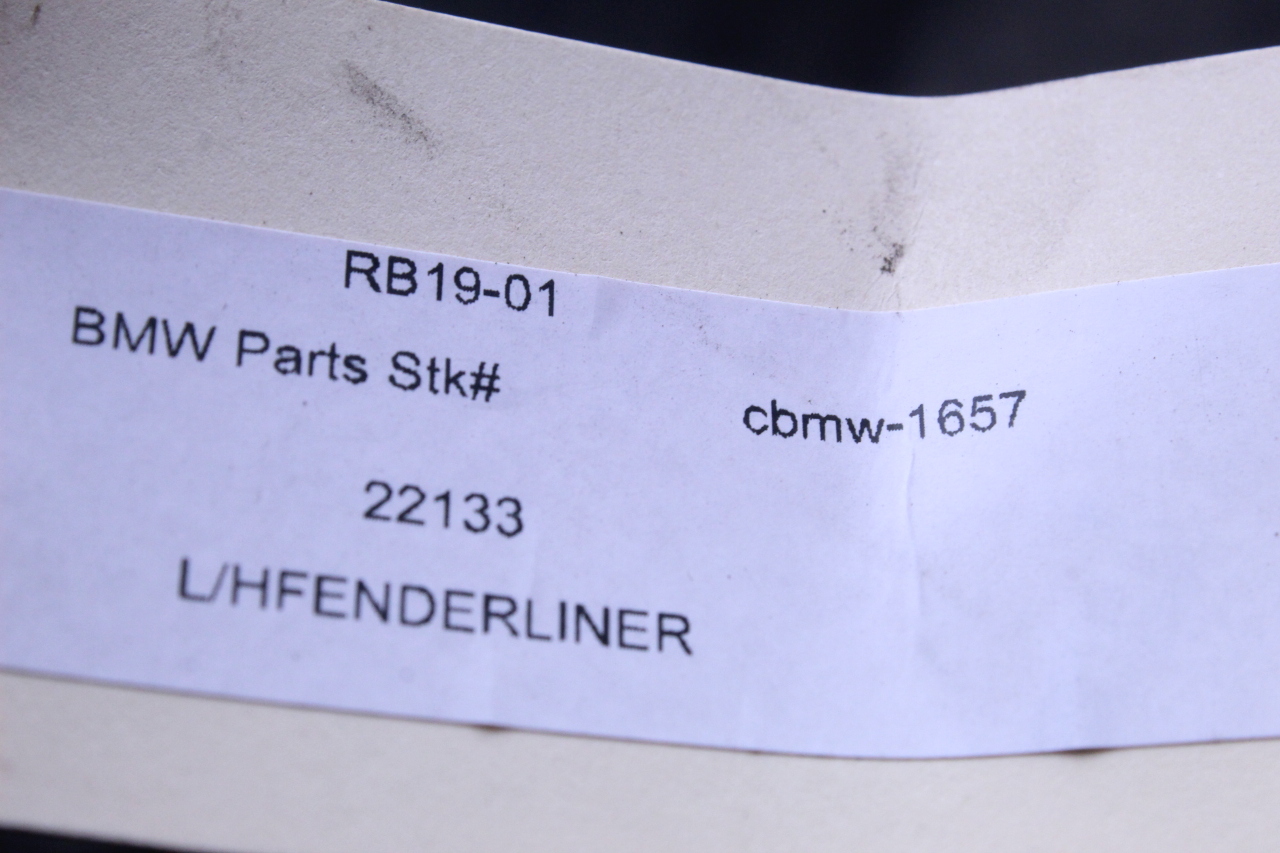 RB19-01
BMW Parts Stk#
cbmw-1657
22133
L/HFENDERLINER